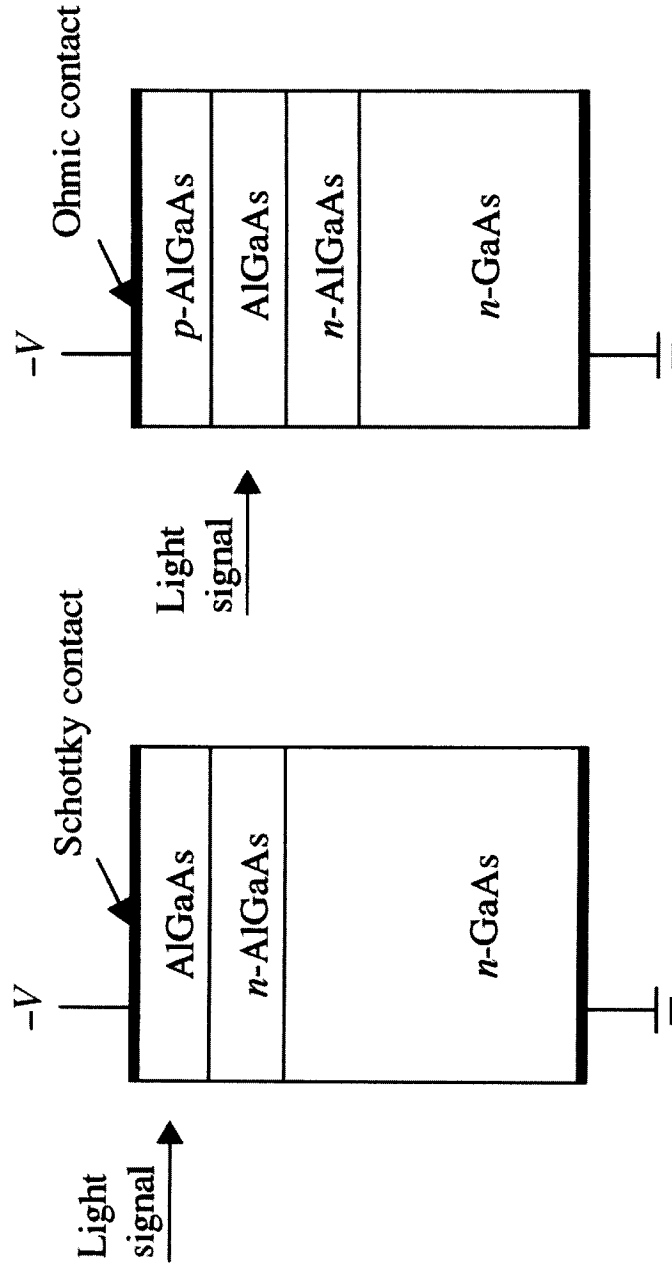 Light
signal
–V
Schottky contact
AlGaAs
n-AlGaAs
n-GaAs
Light
signal
–V
Ohmic contact
p-AlGaAs
AlGaAs
n-AlGaAs
n-GaAs